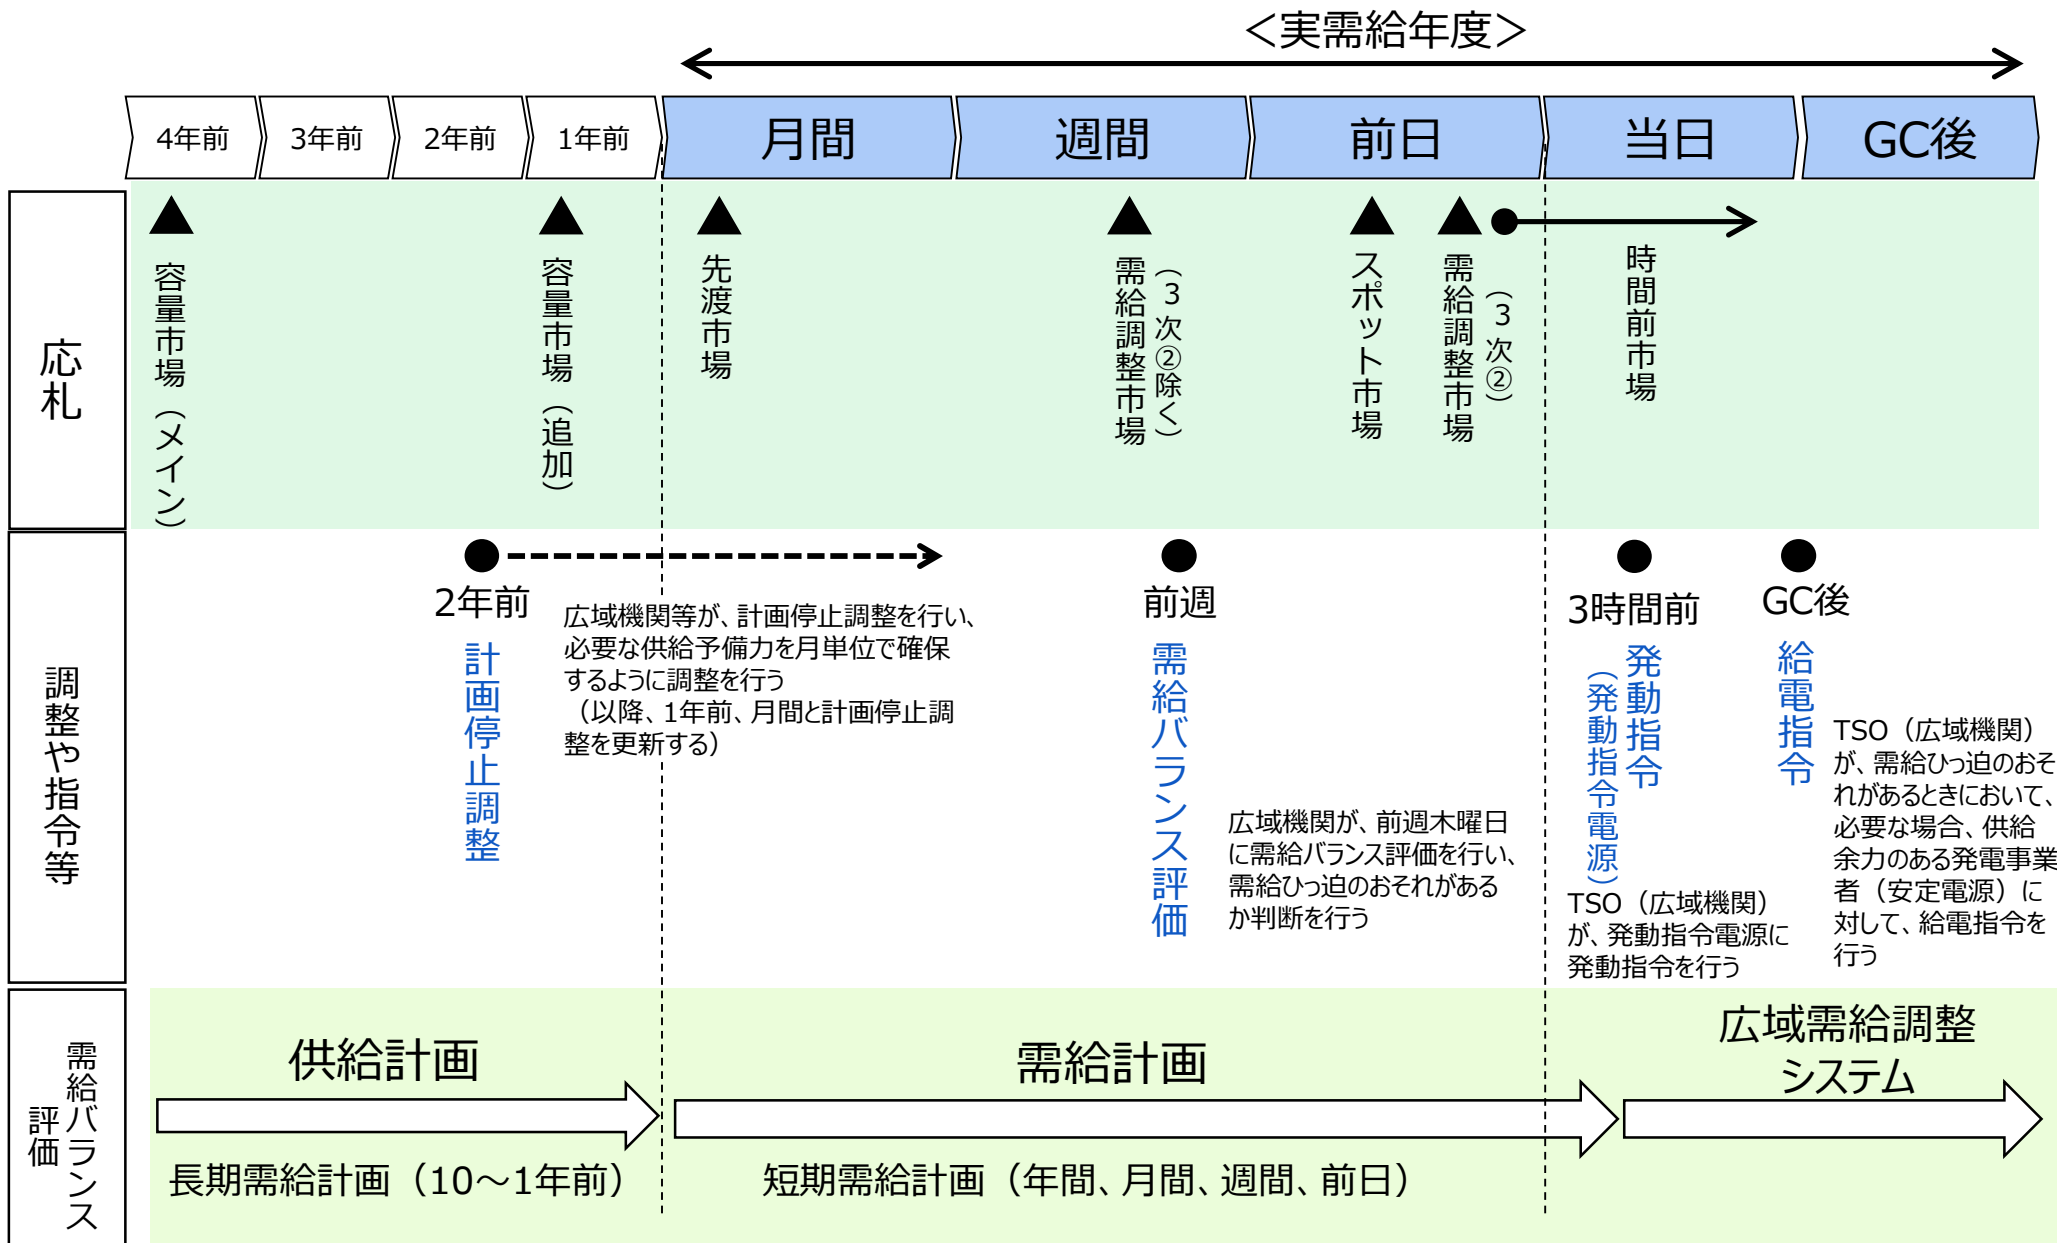 ＜実需給年度＞
4年前
3年前
2年前
1年前
月間
週間
前日
当日
GC後
応札
容量市場（メイン）
容量市場（追加）
先渡市場
需給調整市場
（３次②除く）
スポット市場
需給調整市場
（３次②）
時間前市場
調整や指令等
2年前
計画停止調整
広域機関等が、計画停止調整を行い、
必要な供給予備力を月単位で確保
するように調整を行う
（以降、1年前、月間と計画停止調
整を更新する）
前週
需給バランス評価
広域機関が、前週木曜日
に需給バランス評価を行い、
需給ひっ迫のおそれがある
か判断を行う
3時間前
発動指令
（発動指令電源）
TSO（広域機関）
が、発動指令電源に
発動指令を行う
GC後
給電指令
TSO（広域機関）
が、需給ひっ迫のおそ
れがあるときにおいて、
必要な場合、供給
余力のある発電事業
者（安定電源）に
対して、給電指令を
行う
需給バランス
評価
供給計画
長期需給計画（10～1年前）
需給計画
短期需給計画（年間、月間、週間、前日）
広域需給調整
システム